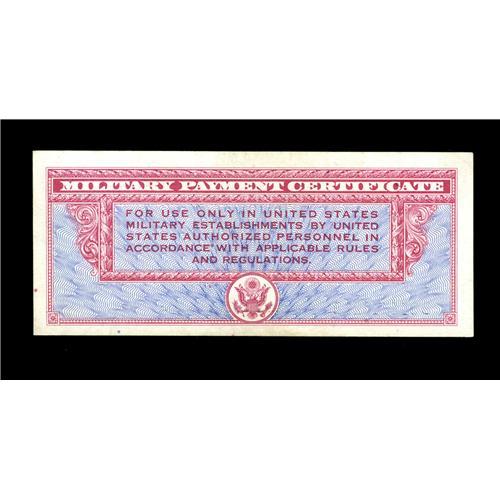 MILITARY PAYMENT CERTIFICATE
FOR USE ONLY IN UNITED STATES
MILITARY ESTABLISHMENTS BY UNITED
STATES AUTHORIZED PERSONNEL IN
ACCORDANCE WITH APPLICABLE RULES
AND REGULATIONS.